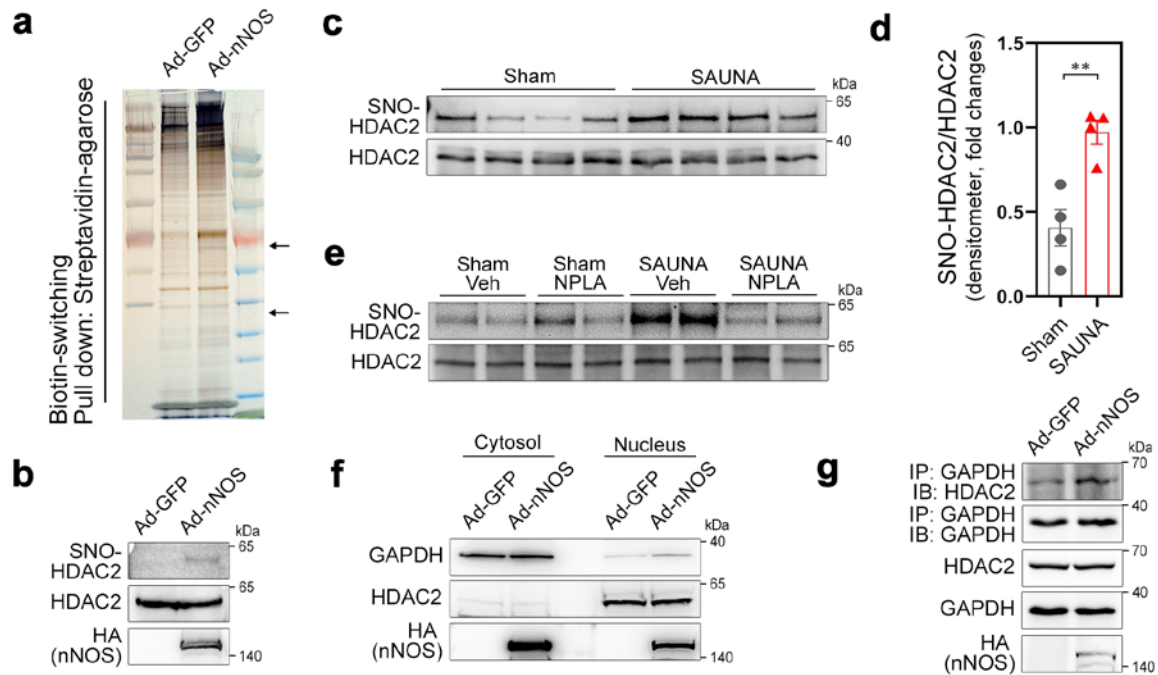 a
Ad-GFP
Ad-nNOS
Biotin-switching
Pull down: Streptavidin-agarose
b
Ad-GFP
Ad-nNOS
kDa
SNO-
HDAC2
65
HDAC2
65
HA
(nNOS)
140
c
Sham
SAUNA
kDa
SNO-
HDAC2
65
HDAC2
40
d
SNO-HDAC2/HDAC2
(densitometer, fold changes)
1.5
1.0
0.5
0.0
**
Sham
SAUNA
e
Sham
Veh
Sham
NPLA
SAUNA
Veh
SAUNA
NPLA
kDa
SNO-
HDAC2
65
HDAC2
65
f
Cytosol
Nucleus
Ad-GFP
Ad-nNOS
Ad-GFP
Ad-nNOS
kDa
GAPDH
40
HDAC2
65
HA
(nNOS)
140
g
Ad-GFP
Ad-nNOS
kDa
IP: GAPDH
IB: HDAC2
70
IP: GAPDH
IB: GAPDH
40
HDAC2
70
GAPDH
40
HA
(nNOS)
140